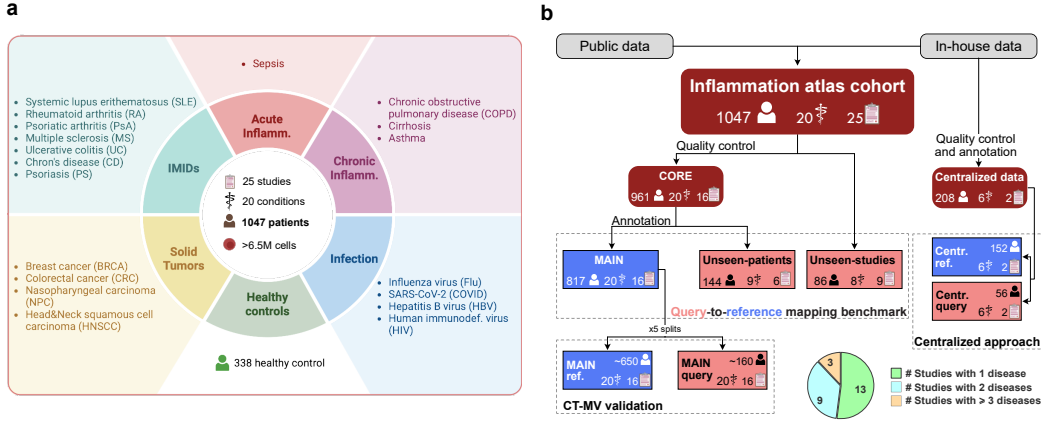 a
• Sepsis
• Systemic lupus erithematosus (SLE)
• Rheumatoid arthritis (RA)
• Psoriatic arthritis (PsA)
• Multiple sclerosis (MS)
• Ulcerative colitis (UC)
• Chron's disease (CD)
• Psoriasis (PS)
• Chronic obstructive
pulmonary disease (COPD)
• Cirrhosis
• Asthma
Acute
Inflamm.
IMIDs
Chronic
Inflamm.
25 studies
20 conditions
1047 patients
>6.5M cells
Solid
Tumors
Infection
Healthy
controls
• Breast cancer (BRCA)
• Colorectal cancer (CRC)
• Nasopharyngeal carcinoma
(NPC)
• Head&Neck squamous cell
carcinoma (HNSCC)
• Influenza virus (Flu)
• SARS-CoV-2 (COVID)
• Hepatitis B virus (HBV)
• Human immunodef. virus
(HIV)
338 healthy control
b
Public data
In-house data
Inflammation atlas cohort
1047 20 25
Quality control
Quality control
and annotation
CORE
961 20 16
Centralized data
208 6 2
Annotation
MAIN
817 20 16
Unseen-patients
144 9 6
Unseen-studies
86 8 9
Centr.
ref.
152
6 2
Centr.
query
56
6 2
Query-to-reference mapping benchmark
Centralized approach
x5 splits
MAIN
ref.
~650
20 16
MAIN
query
~160
20 16
CT-MV validation
3
9
13
# Studies with 1 disease
# Studies with 2 diseases
# Studies with > 3 diseases